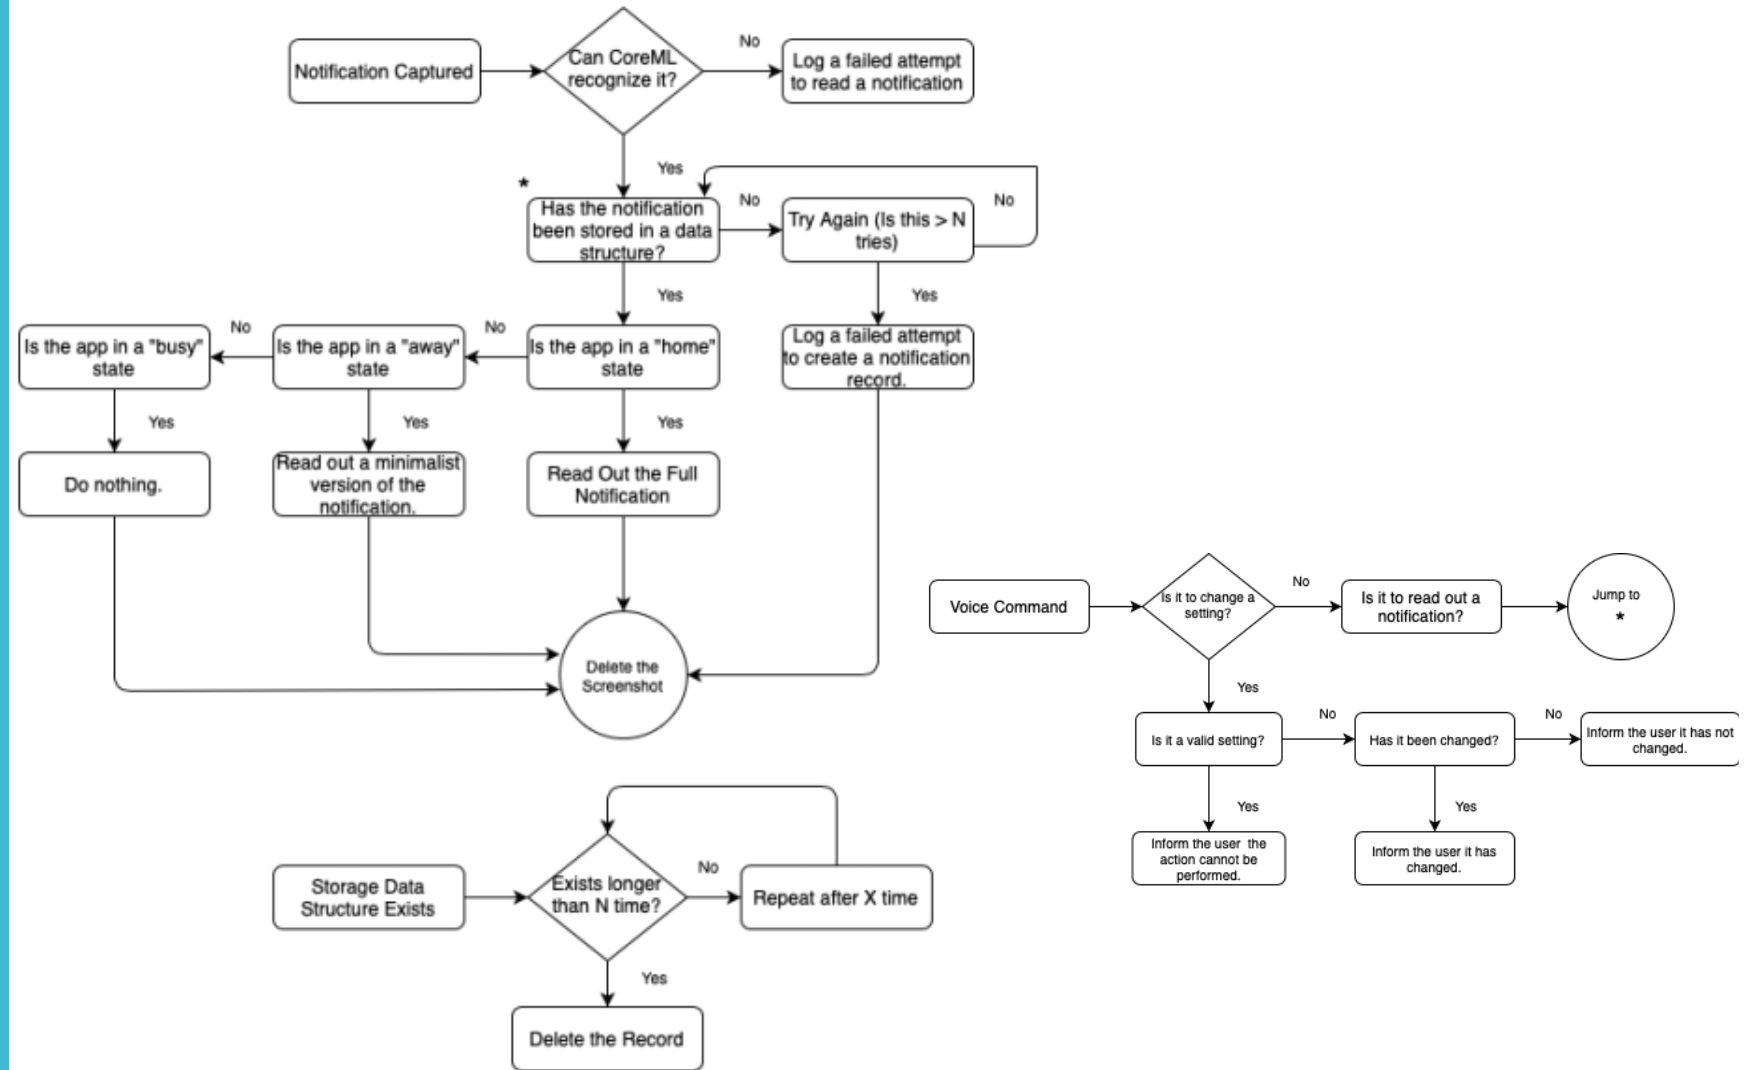 Notification Captured
Can CoreML
recognize it?
No
Log a failed attempt
to read a notification
Yes
*
Has the notification
been stored in a data
structure?
No
Try Again (Is this > N
tries)
No
Yes
Yes
Is the app in a "busy"
state
No
Is the app in a "away"
state
No
Is the app in a "home"
state
Log a failed attempt
to create a notification
record.
Yes
Yes
Yes
Do nothing.
Read out a minimalist
version of the
notification.
Read Out the Full
Notification
Delete the
Screenshot
Voice Command
Is it to change a
setting?
No
Is it to read out a
notification?
Jump to
*
Yes
Is it a valid setting?
No
Has it been changed?
No
Inform the user it has not
changed.
Yes
Yes
Inform the user the
action cannot be
performed.
Inform the user it has
changed.
Storage Data
Structure Exists
Exists longer
than N time?
No
Repeat after X time
Yes
Delete the Record